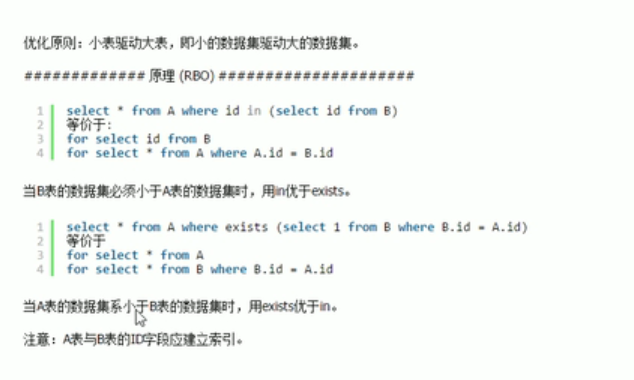 优化原则：小表驱动大表，即小的数据集驱动大的数据集。
############# 原理 (RBO) #####################
1 select * from A where id in (select id from B)
2 等价于:
3 for select id from B
4 for select * from A where A.id = B.id
当B表的数据集必须小于A表的数据集时，用in优于exists。
1 select * from A where exists (select 1 from B where B.id = A.id)
2 等价于
3 for select * from A
4 for select * from B where B.id = A.id
当A表的数据集系小于B表的数据集时，用exists优于in。
注意：A表与B表的ID字段应建立索引。